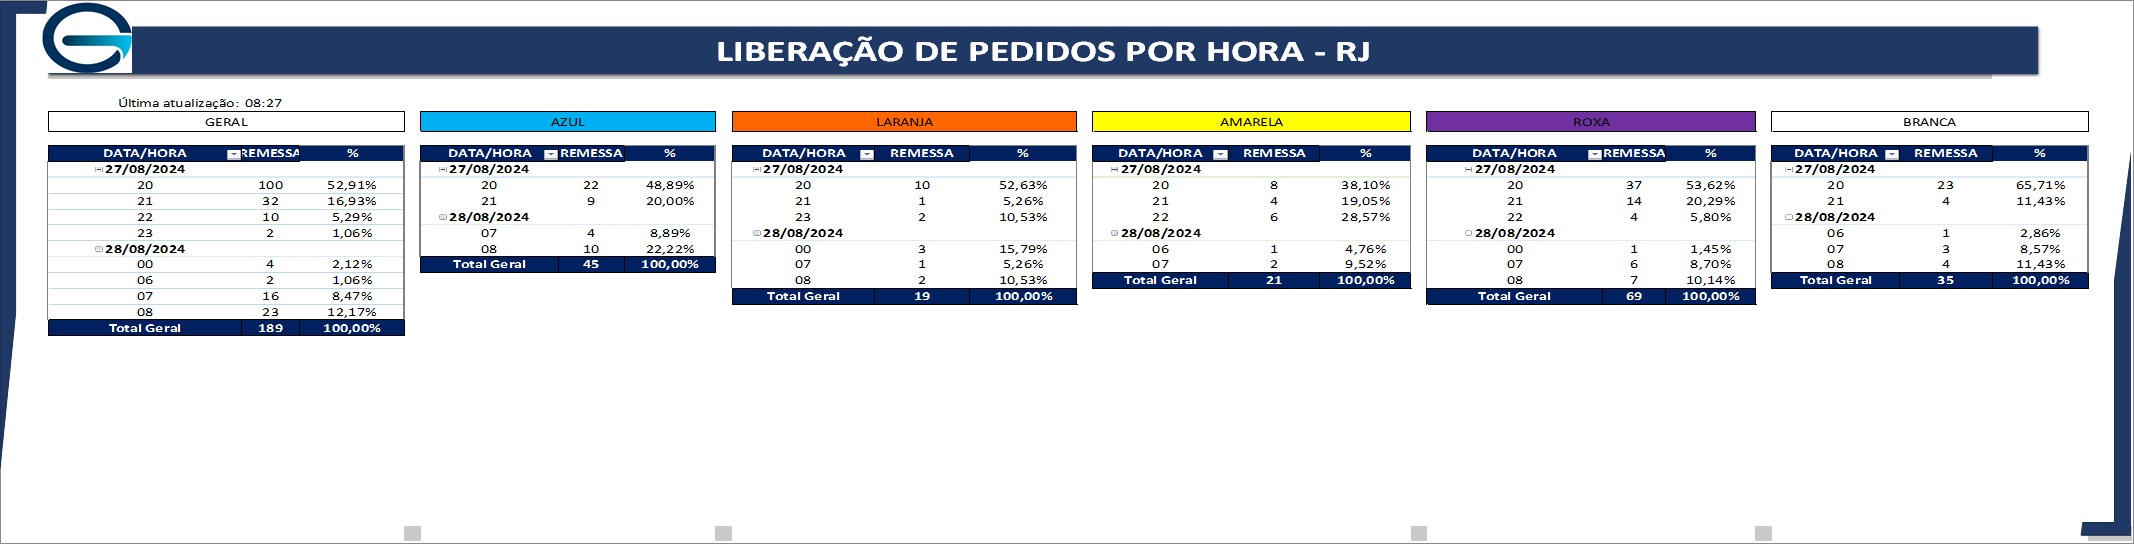 LIBERAÇÃO DE PEDIDOS POR HORA - RJ
Última atualização: 08:27
GERAL
DATA/HORA REMESSA %
27/08/2024
20 100 52,91%
21 32 16,93%
22 10 5,29%
23 2 1,06%
28/08/2024
00 4 2,12%
06 2 1,06%
07 16 8,47%
08 23 12,17%
Total Geral 189 100,00%
AZUL
DATA/HORA REMESSA %
27/08/2024
20 22 48,89%
21 9 20,00%
28/08/2024
07 4 8,89%
08 10 22,22%
Total Geral 45 100,00%
LARANJA
DATA/HORA REMESSA %
27/08/2024
20 10 52,63%
21 1 5,26%
23 2 10,53%
28/08/2024
00 3 15,79%
07 1 5,26%
08 2 10,53%
Total Geral 19 100,00%
AMARELA
DATA/HORA REMESSA %
27/08/2024
20 8 38,10%
21 4 19,05%
22 6 28,57%
28/08/2024
06 1 4,76%
07 2 9,52%
Total Geral 21 100,00%
ROXA
DATA/HORA REMESSA %
27/08/2024
20 37 53,62%
21 14 20,29%
22 4 5,80%
28/08/2024
00 1 1,45%
07 6 8,70%
08 7 10,14%
Total Geral 69 100,00%
BRANCA
DATA/HORA REMESSA %
27/08/2024
20 23 65,71%
21 4 11,43%
28/08/2024
06 1 2,86%
07 3 8,57%
08 4 11,43%
Total Geral 35 100,00%